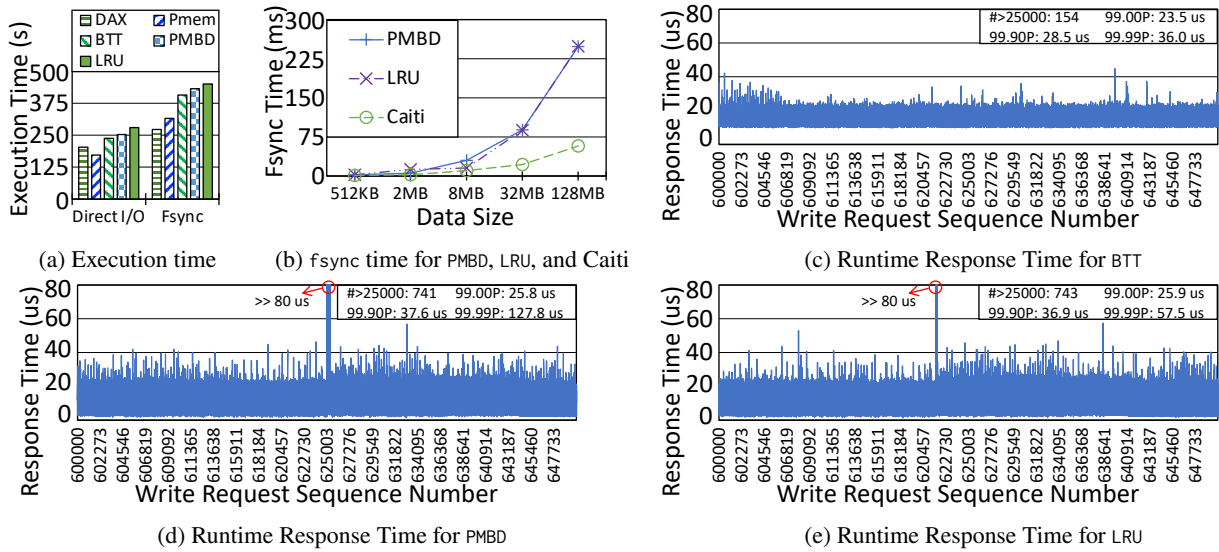 DAX Pmem
BTT PMBD
LRU
Execution Time (s)
500
375
250
125
0
Direct I/O Fsync
(a) Execution time
Fsync Time (ms)
300
225
150
75
0
PMBD
LRU
Caiti
512KB 2MB 8MB 32MB 128MB
Data Size
(b) fsync time for PMBD, LRU, and Caiti
Response Time (us)
80
60
40
20
0
#>25000: 154 99.00P: 23.5 us
99.90P: 28.5 us 99.99P: 36.0 us
600000 602273 604546 606819 609092 611365 613638 615911 618184 620457 622730 625003 627276 629549 631822 634095 636368 638641 640914 643187 645460 647733
Write Request Sequence Number
(c) Runtime Response Time for BTT
Response Time (us)
80
60
40
20
0
>> 80 us
#>25000: 741 99.00P: 25.8 us
99.90P: 37.6 us 99.99P: 127.8 us
600000 602273 604546 606819 609092 611365 613638 615911 618184 620457 622730 625003 627276 629549 631822 634095 636368 638641 640914 643187 645460 647733
Write Request Sequence Number
(d) Runtime Response Time for PMBD
Response Time (us)
80
60
40
20
0
>> 80 us
#>25000: 743 99.00P: 25.9 us
99.90P: 36.9 us 99.99P: 57.5 us
600000 602273 604546 606819 609092 611365 613638 615911 618184 620457 622730 625003 627276 629549 631822 634095 636368 638641 640914 643187 645460 647733
Write Request Sequence Number
(e) Runtime Response Time for LRU